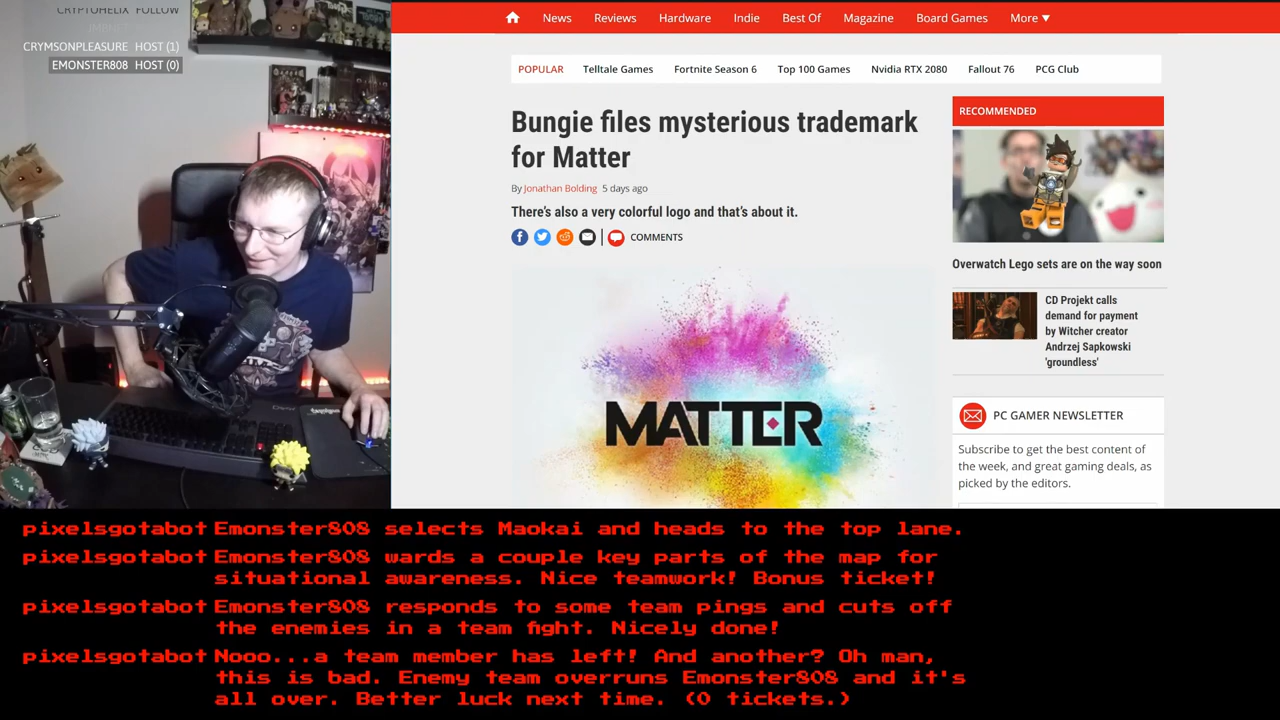 CRYPTOHELIX FOLLOW
CRYMSONPLEASURE HOST (1)
EMONSTER808 HOST (0)
News Reviews Hardware Indie Best Of Magazine Board Games More ▼
POPULAR Telltale Games Fortnite Season 6 Top 100 Games Nvidia RTX 2080 Fallout 76 PCG Club
Bungie files mysterious trademark
for Matter
By Jonathan Bolding 5 days ago
There's also a very colorful logo and that's about it.
COMMENTS
MATTER
RECOMMENDED
Overwatch Lego sets are on the way soon
CD Projekt calls
demand for payment
by Witcher creator
Andrzej Sapkowski
'groundless'
PC GAMER NEWSLETTER
Subscribe to get the best content of
the week, and great gaming deals, as
picked by the editors.
pixelsgotabot Emonster808 selects Maokai and heads to the top lane.
pixelsgotabot Emonster808 wards a couple key parts of the map for
situational awareness. Nice teamwork! Bonus ticket!
pixelsgotabot Emonster808 responds to some team pings and cuts off
the enemies in a team fight. Nicely done!
pixelsgotabot Nooo...a team member has left! And another? Oh man,
this is bad. Enemy team overruns Emonster808 and it's
all over. Better luck next time. (0 tickets.)